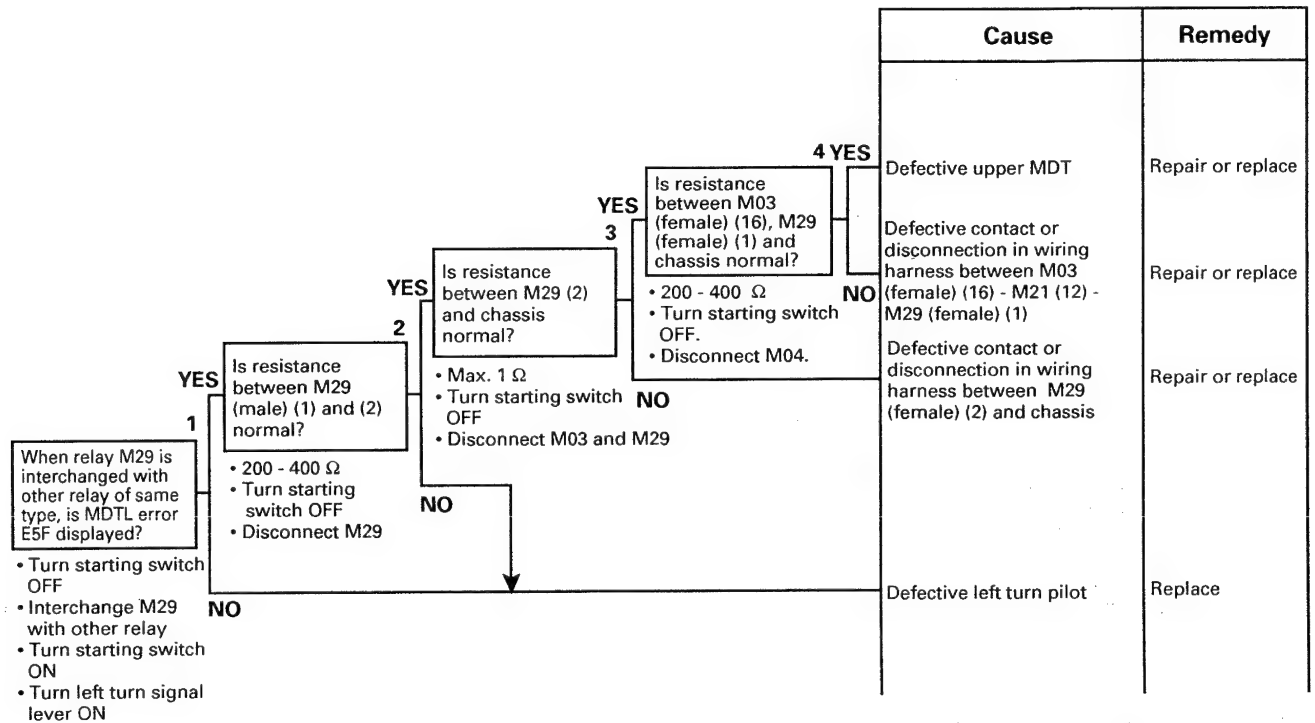 Cause
Remedy
4 YES
Defective upper MDT
Repair or replace
Is resistance
between M03
(female) (16), M29
(female) (1) and
chassis normal?
• 200 - 400 Ω
• Turn starting switch
OFF.
• Disconnect M04.
NO
Defective contact or
disconnection in wiring
harness between M03
(female) (16) - M21 (12) -
M29 (female) (1)
Repair or replace
YES
3
Is resistance
between M29 (2)
and chassis
normal?
• Max. 1 Ω
• Turn starting switch
OFF
• Disconnect M03 and M29
NO
Defective contact or
disconnection in wiring
harness between M29
(female) (2) and chassis
Repair or replace
YES
2
Is resistance
between M29
(male) (1) and (2)
normal?
• 200 - 400 Ω
• Turn starting
switch OFF
• Disconnect M29
NO
YES
1
When relay M29 is
interchanged with
other relay of same
type, is MDTL error
E5F displayed?
• Turn starting switch
OFF
• Interchange M29
with other relay
• Turn starting switch
ON
• Turn left turn signal
lever ON
NO
Defective left turn pilot
Replace